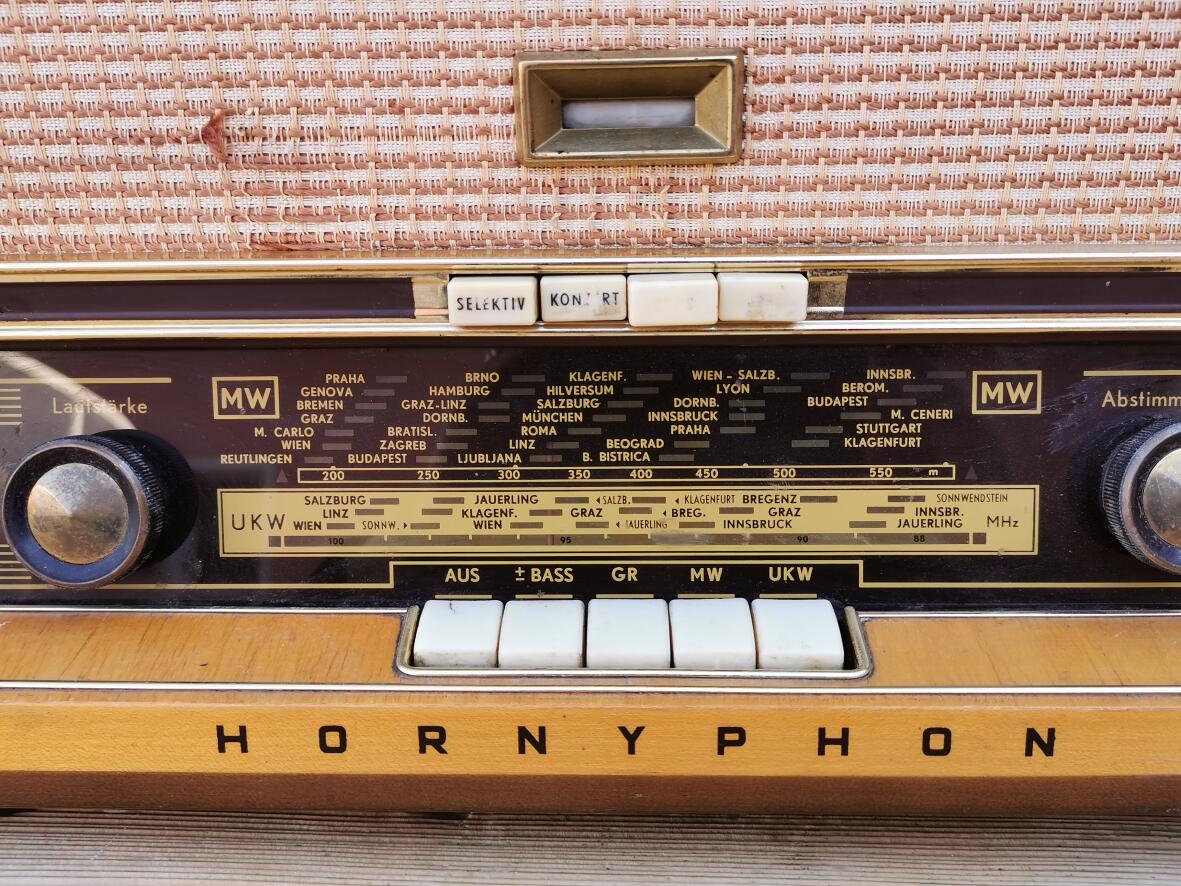 SELEKTIV KONZERT
Lautstärke
Abstimm
MW MW
PRAHA BRNO KLAGENF. WIEN - SALZB. INNSBR.
GENOVA HAMBURG HILVERSUM LYON BEROM.
BREMEN GRAZ-LINZ SALZBURG DORNB. BUDAPEST
GRAZ DORNB. MÜNCHEN INNSBRUCK M. CENERI
M. CARLO BRATISL. ROMA PRAHA STUTTGART
WIEN ZAGREB LINZ BEOGRAD KLAGENFURT
REUTLINGEN BUDAPEST LJUBLJANA B. BISTRICA
200 250 300 350 400 450 500 550 m
SALZBURG JAUERLING SALZB. KLAGENFURT BREGENZ SONNWENDSTEIN
UKW LINZ KLAGENF. GRAZ BREG. GRAZ INNSBR. MHz
WIEN SONNW. WIEN JAUERLING INNSBRUCK JAUERLING
100 95 90 88
AUS ± BASS GR MW UKW
HORNYPHON